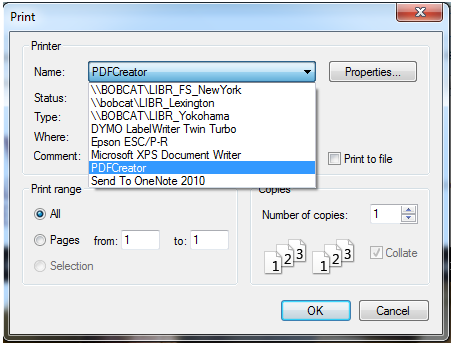 Print
Printer
Name:
PDFCreator
Properties...
\\BOBCAT\LIBR_FS_NewYork
\\bobcat\LIBR_Lexington
\\BOBCAT\LIBR_Yokohama
DYMO LabelWriter Twin Turbo
Epson ESC/P-R
Microsoft XPS Document Writer
PDFCreator
Send To OneNote 2010
Status:
Type:
Where:
Comment:
Print to file
Print range
All
Pages from: 1 to: 1
Selection
Copies
Number of copies: 1
1 2 3 1 2 3
Collate
OK
Cancel